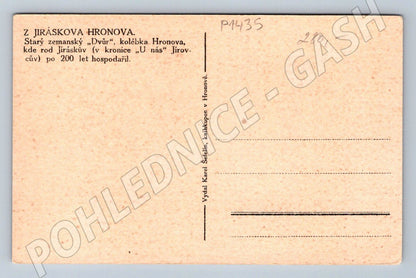 Z JIRÁSKOVA HRONOVA.
Starý zemanský „Dvůr“, kolébka Hronova,
kde rod Jiráskův (v kronice „U nás“ Jírov-
cův) po 200 let hospodařil.
Vydal Karel knihkupec v Hronově.
P1435
POHLEDNICE - GASH